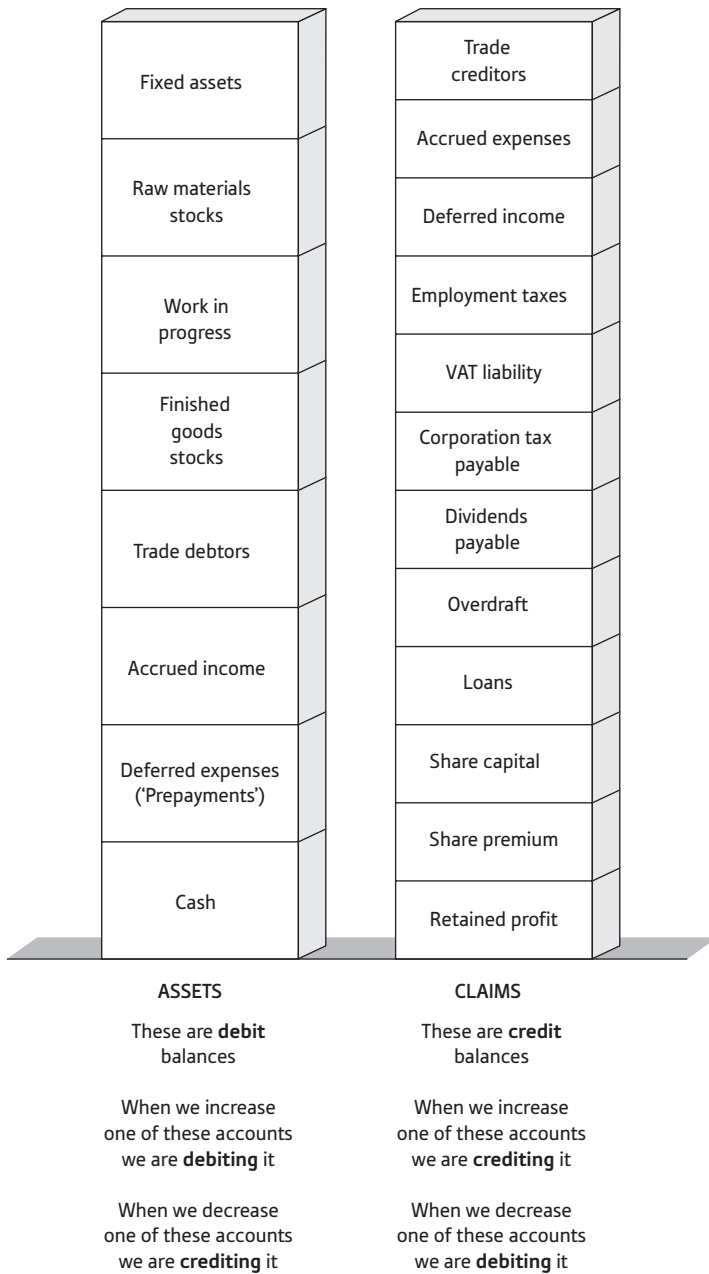 Fixed assets
Raw materials
stocks
Work in
progress
Finished
goods
stocks
Trade debtors
Accrued income
Deferred expenses
(‘Prepayments’)
Cash
Trade
creditors
Accrued expenses
Deferred income
Employment taxes
VAT liability
Corporation tax
payable
Dividends
payable
Overdraft
Loans
Share capital
Share premium
Retained profit
ASSETS
These are debit
balances
When we increase
one of these accounts
we are debiting it
When we decrease
one of these accounts
we are crediting it
CLAIMS
These are credit
balances
When we increase
one of these accounts
we are crediting it
When we decrease
one of these accounts
we are debiting it